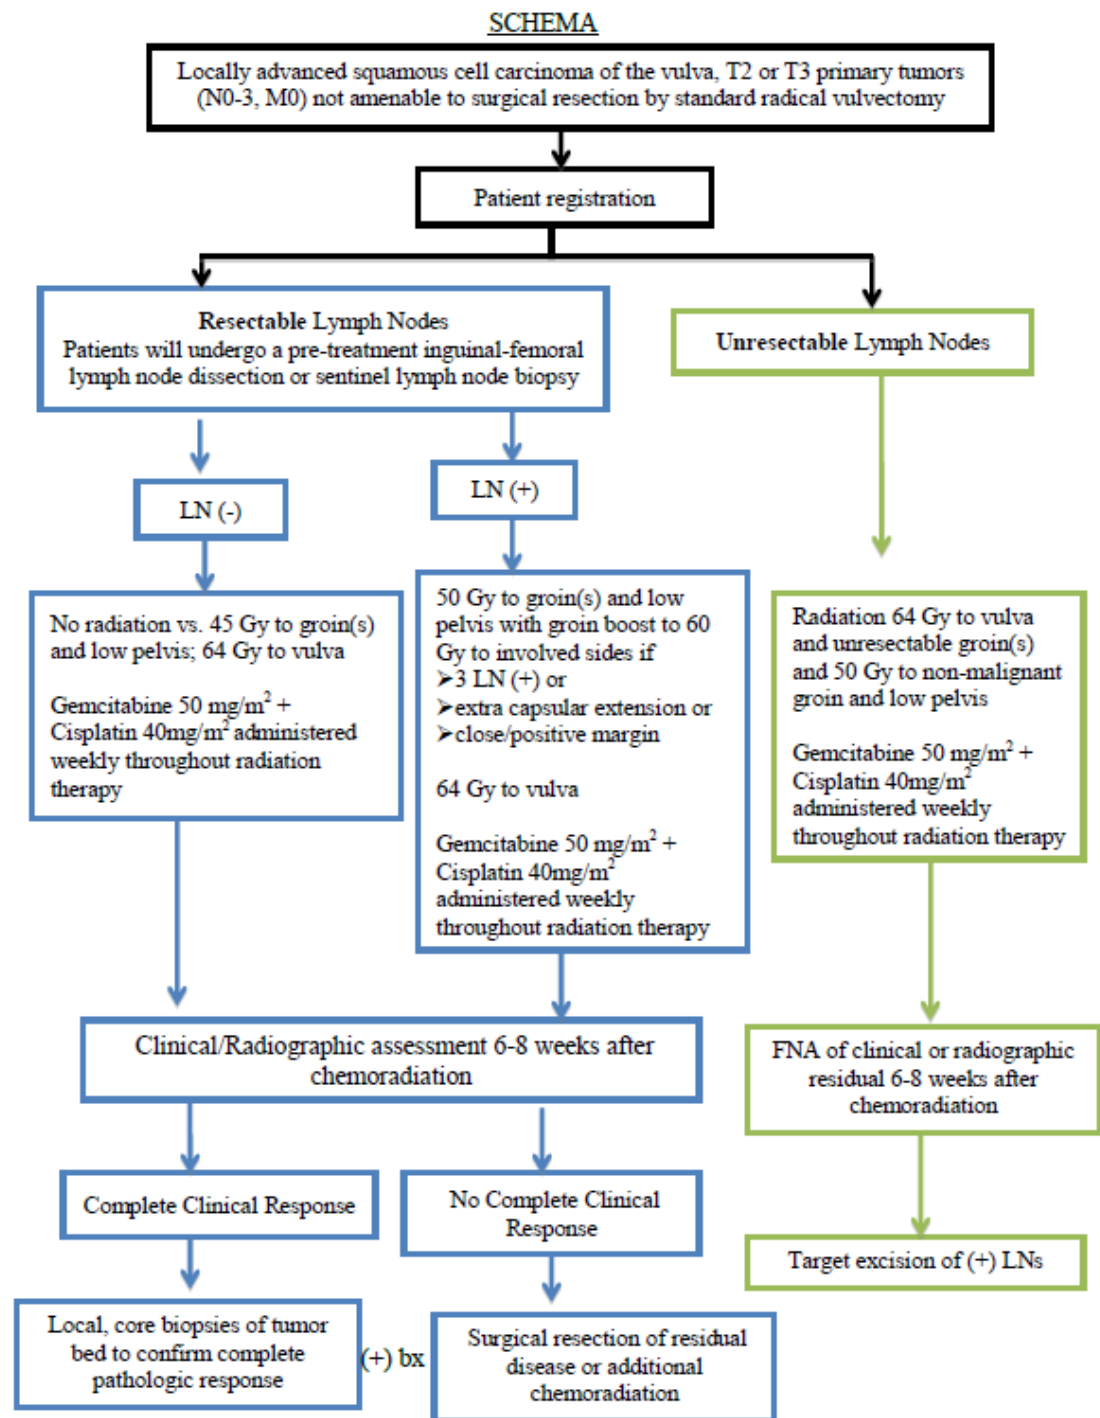 SCHEMA
Locally advanced squamous cell carcinoma of the vulva, T2 or T3 primary tumors
(N0-3, M0) not amenable to surgical resection by standard radical vulvectomy
Patient registration
Resectable Lymph Nodes
Patients will undergo a pre-treatment inguinal-femoral
lymph node dissection or sentinel lymph node biopsy
Unresectable Lymph Nodes
LN (-)
LN (+)
No radiation vs. 45 Gy to groin(s)
and low pelvis; 64 Gy to vulva
Gemcitabine 50 mg/m² +
Cisplatin 40mg/m² administered
weekly throughout radiation
therapy
50 Gy to groin(s) and low
pelvis with groin boost to 60
Gy to involved sides if
➢3 LN (+) or
➢extra capsular extension or
➢close/positive margin
64 Gy to vulva
Gemcitabine 50 mg/m² +
Cisplatin 40mg/m²
administered weekly
throughout radiation therapy
Radiation 64 Gy to vulva
and unresectable groin(s)
and 50 Gy to non-malignant
groin and low pelvis
Gemcitabine 50 mg/m² +
Cisplatin 40mg/m²
administered weekly
throughout radiation therapy
Clinical/Radiographic assessment 6-8 weeks after
chemoradiation
FNA of clinical or radiographic
residual 6-8 weeks after
chemoradiation
Complete Clinical Response
No Complete Clinical
Response
Target excision of (+) LNs
Local, core biopsies of tumor
bed to confirm complete
pathologic response
(+) bx
Surgical resection of residual
disease or additional
chemoradiation